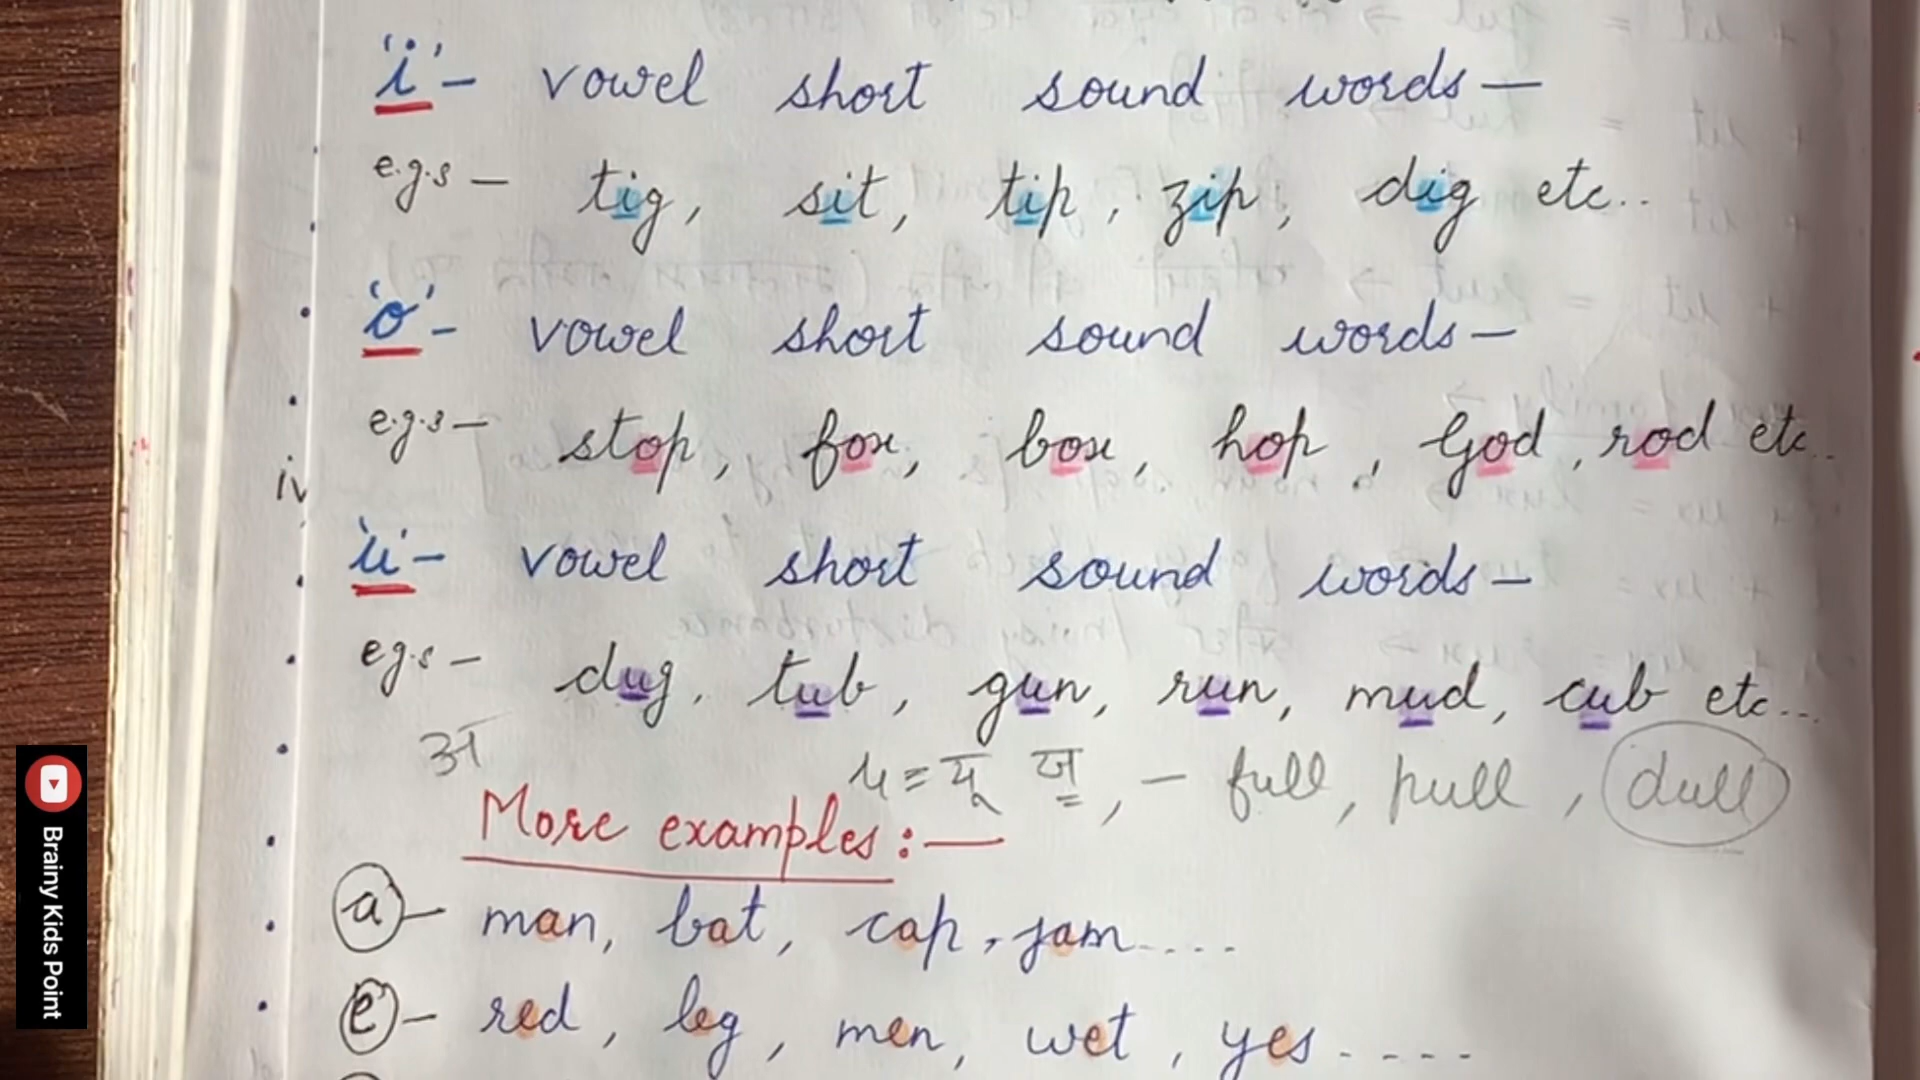 'i' - vowel short sound words -
e.g.s - tig, sit, tip, zip, dig etc..
'o' - vowel short sound words -
e.g.s - stop, fox, box, hop, God, rod etc..
iv
'u' - vowel short sound words -
e.g.s - dug, tub, gun, run, mud, cub etc...
अ
u = यू, - full, pull, dull
More examples :-
a - man, bat, cap, jam....
e - red, leg, men, wet, yes.....
Brainy Kids Point